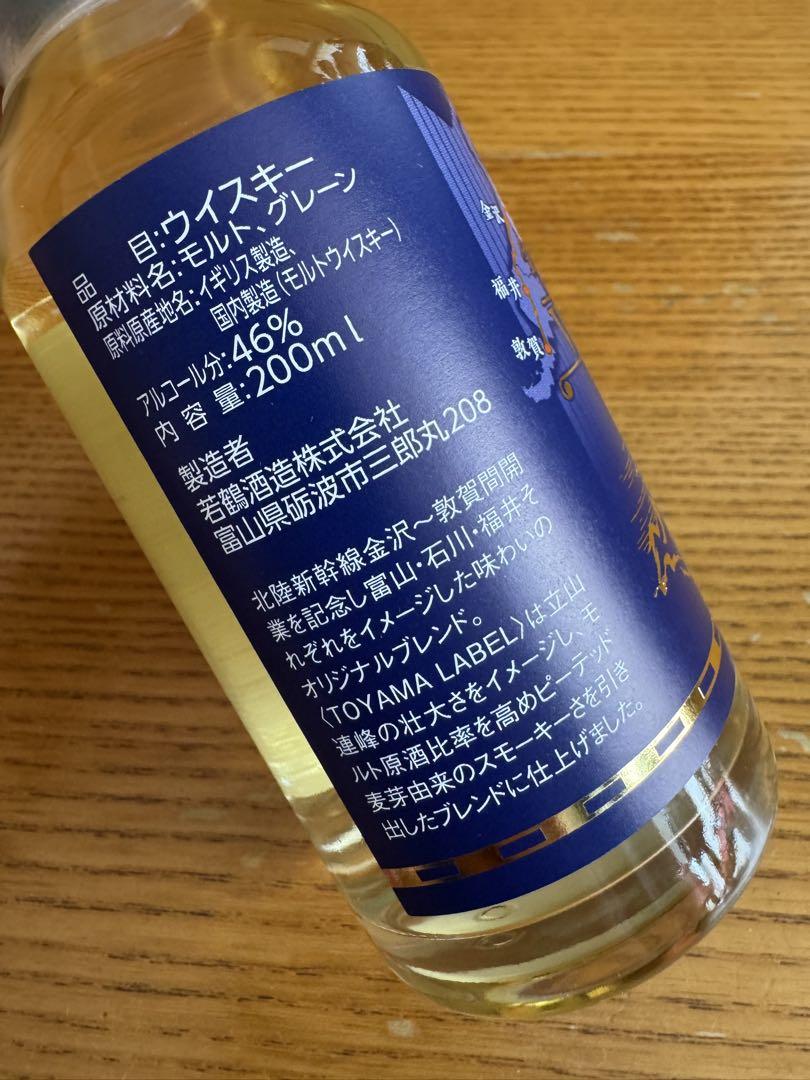 品目:ウイスキー
原材料名:モルト、グレーン
原料原産地名:イギリス製造、
国内製造(モルトウイスキー)
アルコール分:46%
内容量:200ml
製造者
若鶴酒造株式会社
富山県砺波市三郎丸208
北陸新幹線金沢〜敦賀間開
業を記念し富山・石川・福井そ
れぞれをイメージした味わいの
オリジナルブレンド。
〈TOYAMA LABEL〉は立山
連峰の壮大さをイメージし、モ
ルト原酒比率を高めピーテッド
麦芽由来のスモーキーさを引き
出したブレンドに仕上げました。
金沢
福井
敦賀